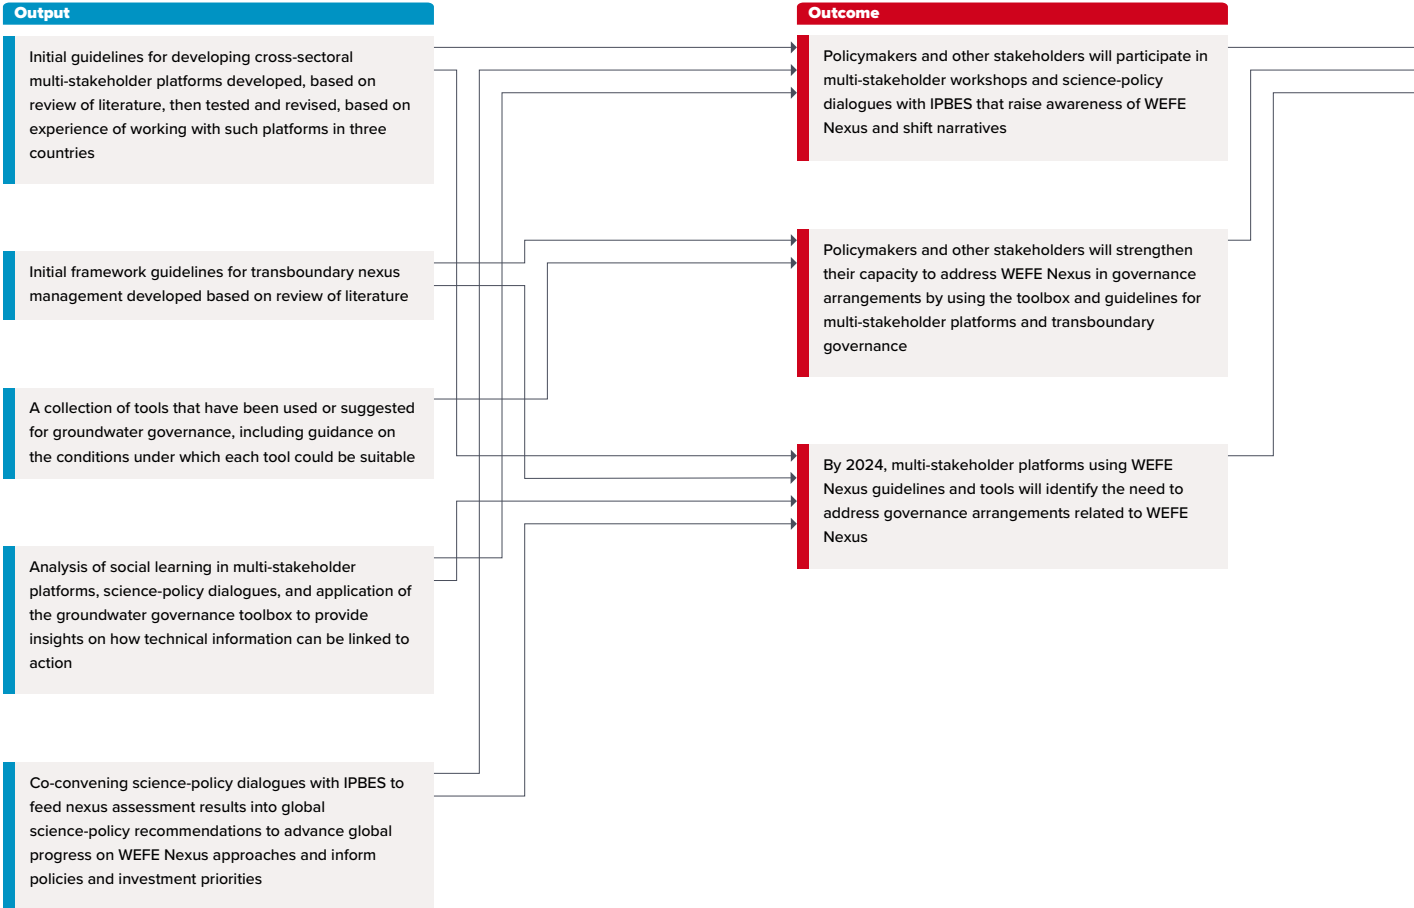 Output
Initial guidelines for developing cross-sectoral
multi-stakeholder platforms developed, based on
review of literature, then tested and revised, based on
experience of working with such platforms in three
countries
Initial framework guidelines for transboundary nexus
management developed based on review of literature
A collection of tools that have been used or suggested
for groundwater governance, including guidance on
the conditions under which each tool could be suitable
Analysis of social learning in multi-stakeholder
platforms, science-policy dialogues, and application of
the groundwater governance toolbox to provide
insights on how technical information can be linked to
action
Co-convening science-policy dialogues with IPBES to
feed nexus assessment results into global
science-policy recommendations to advance global
progress on WEFE Nexus approaches and inform
policies and investment priorities
Outcome
Policymakers and other stakeholders will participate in
multi-stakeholder workshops and science-policy
dialogues with IPBES that raise awareness of WEFE
Nexus and shift narratives
Policymakers and other stakeholders will strengthen
their capacity to address WEFE Nexus in governance
arrangements by using the toolbox and guidelines for
multi-stakeholder platforms and transboundary
governance
By 2024, multi-stakeholder platforms using WEFE
Nexus guidelines and tools will identify the need to
address governance arrangements related to WEFE
Nexus